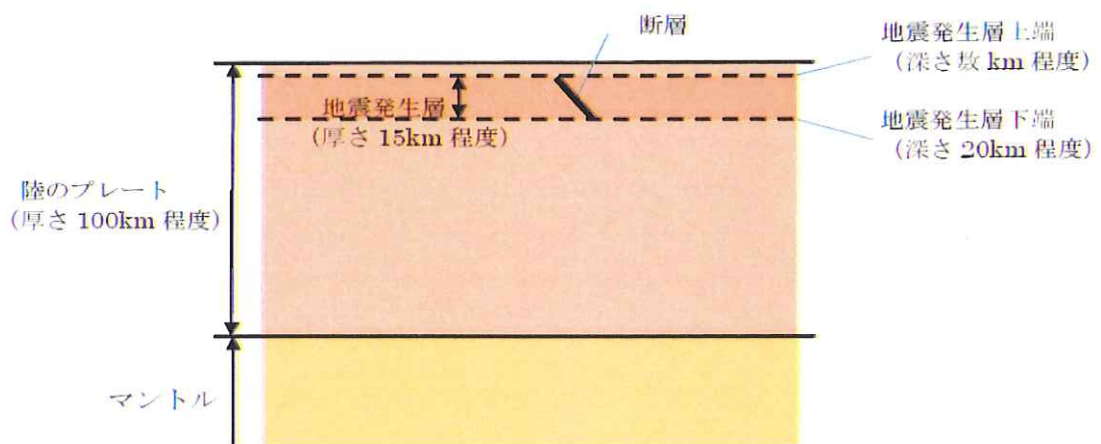 断層
地震発生層上端
（深さ数 km 程度）
地震発生層
（厚さ 15km 程度）
地震発生層下端
（深さ 20km 程度）
陸のプレート
（厚さ 100km 程度）
マントル